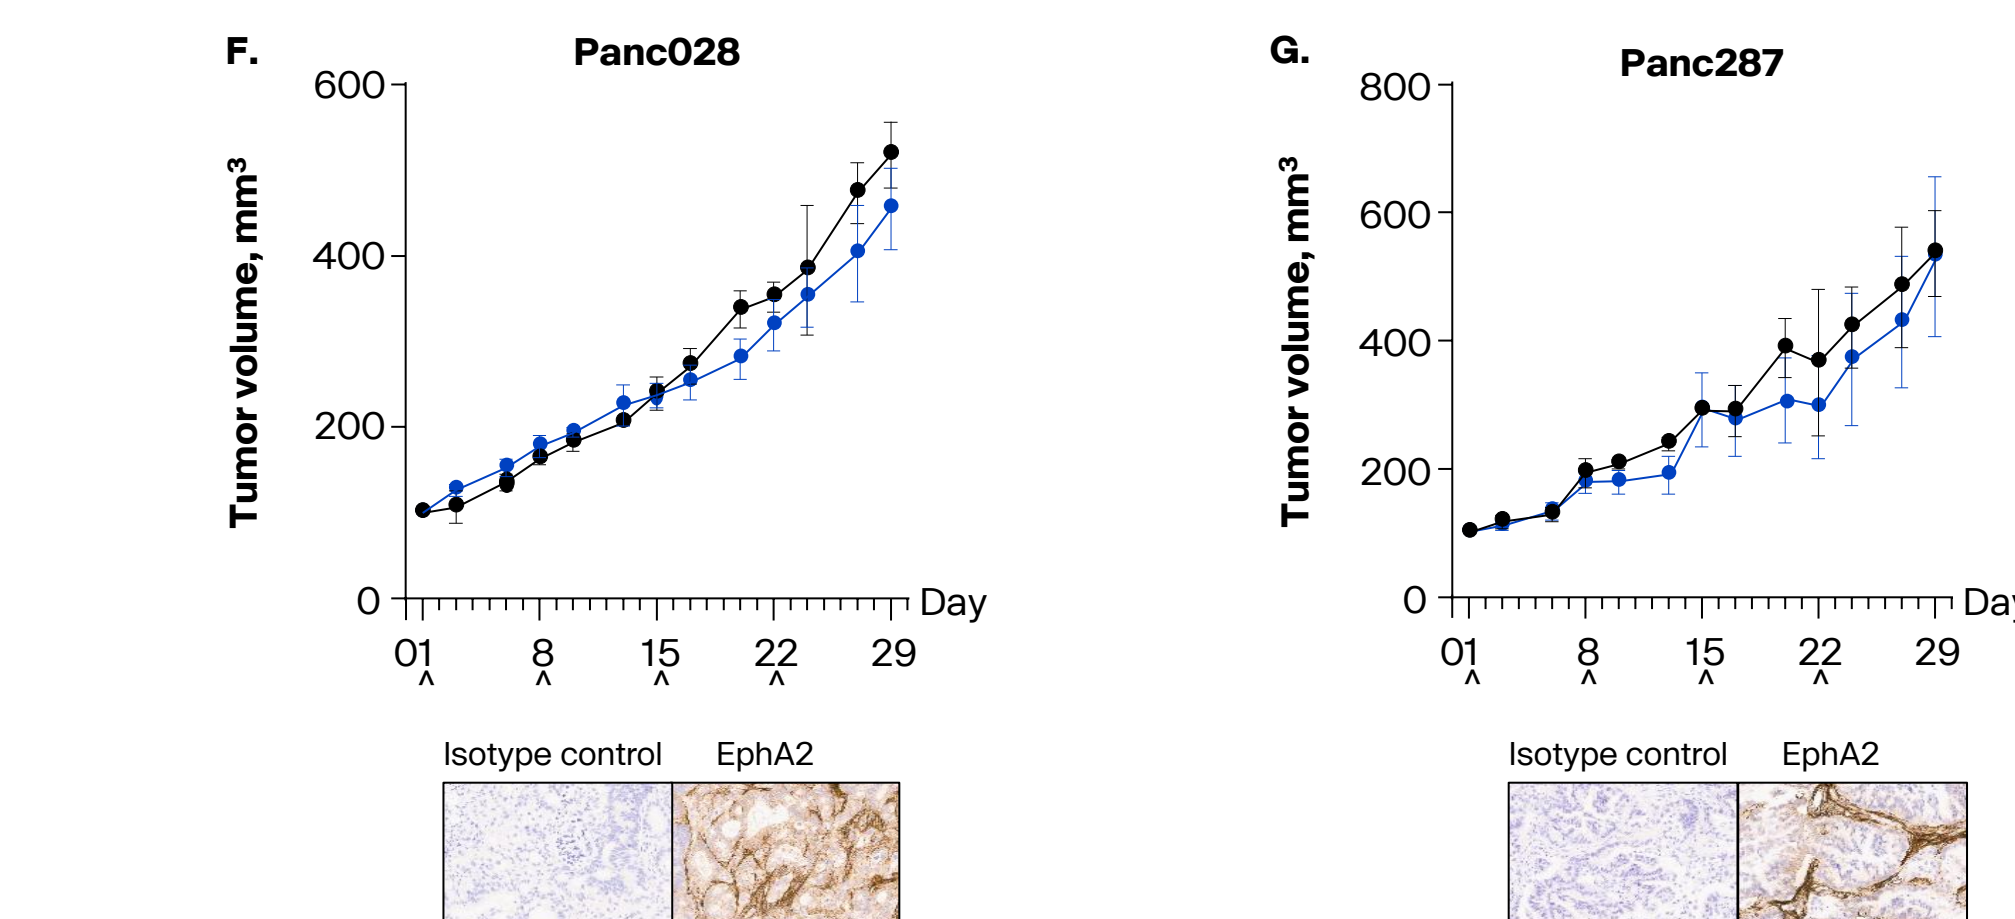 F.
Panc028
600
400
200
0
Tumor volume, mm³
Day
01 8 15 22 29
^ ^ ^ ^
Isotype control EphA2
G.
Panc287
800
600
400
200
0
Tumor volume, mm³
Day
01 8 15 22 29
^ ^ ^ ^
Isotype control EphA2